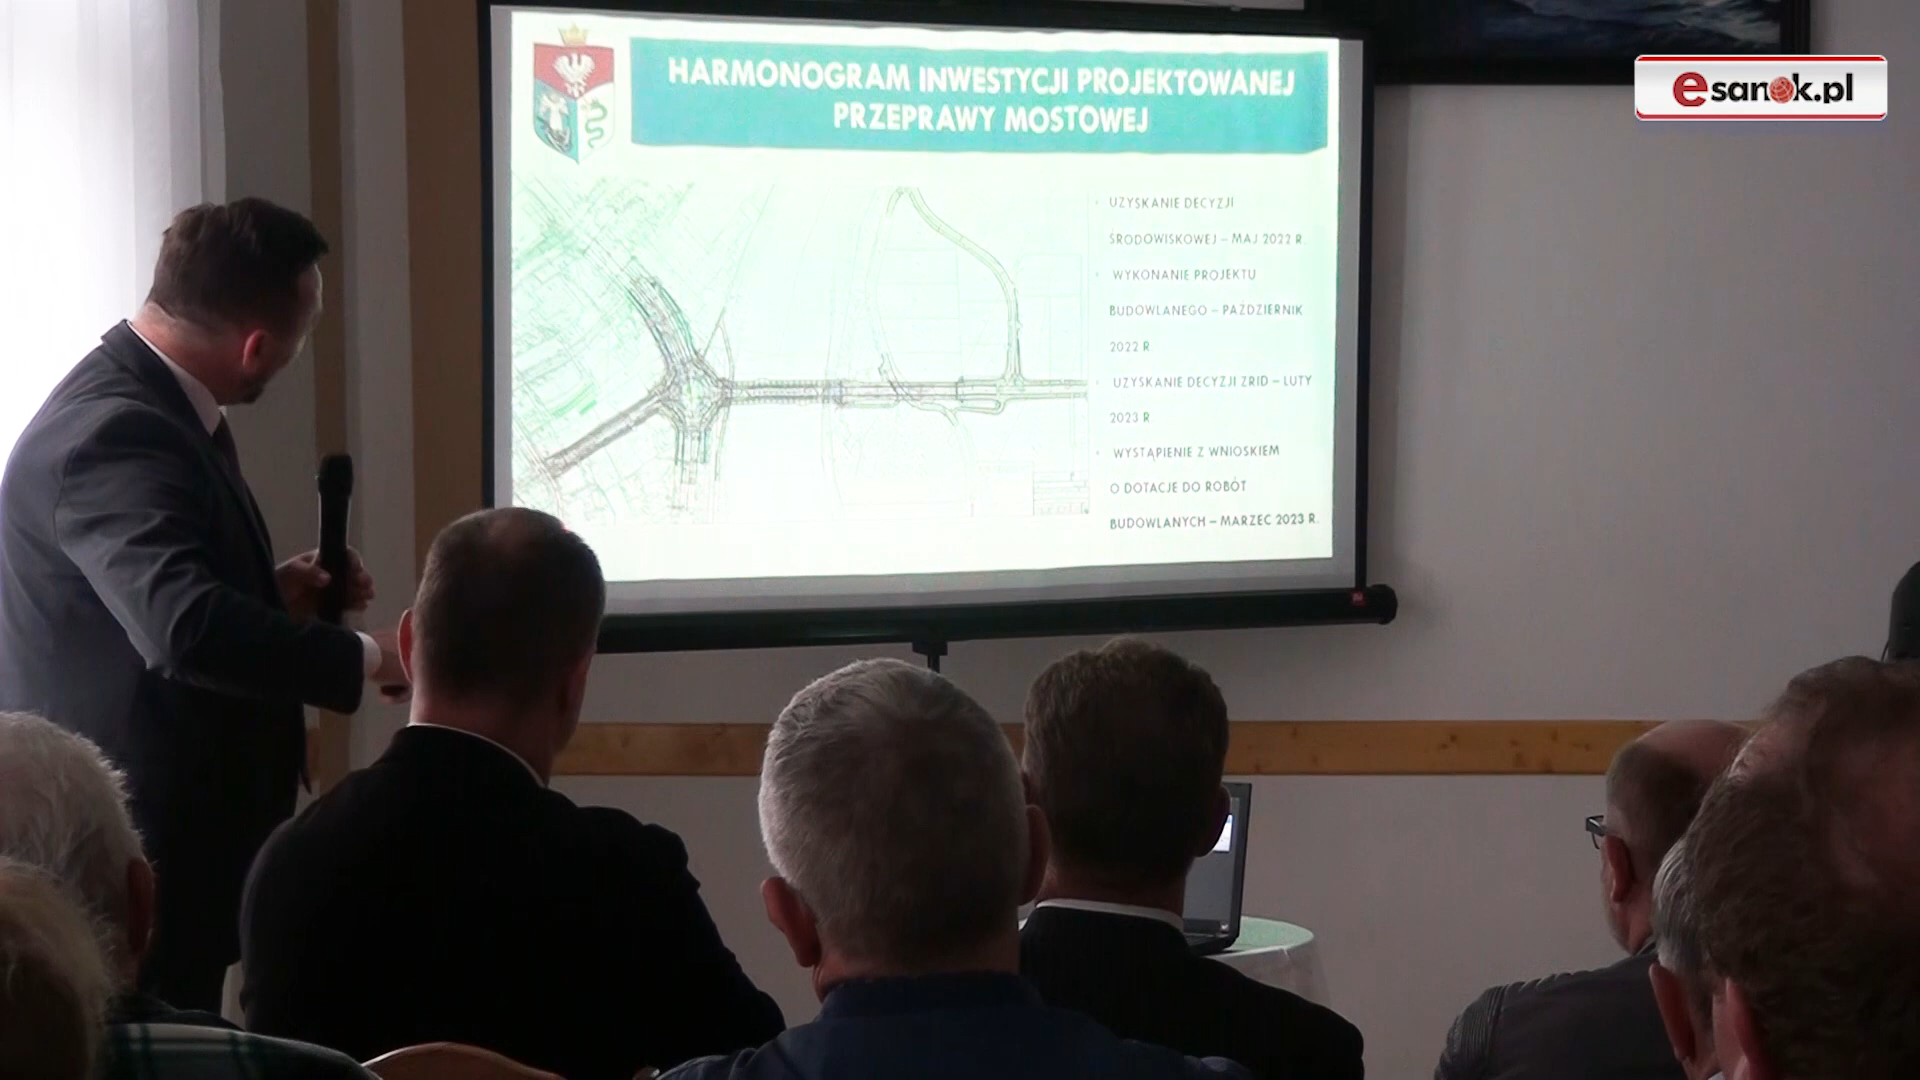 HARMONOGRAM INWESTYCJI PROJEKTOWANEJ
PRZEPRAWY MOSTOWEJ
esanok.pl
UZYSKANIE DECYZJI
ŚRODOWISKOWEJ – MAJ 2022 R.
WYKONANIE PROJEKTU
BUDOWLANEGO – PAŹDZIERNIK
2022 R
UZYSKANIE DECYZJI ZRID – LUTY
2023 R
WYSTĄPIENIE Z WNIOSKIEM
O DOTACJE DO ROBÓT
BUDOWLANYCH – MARZEC 2023 R.